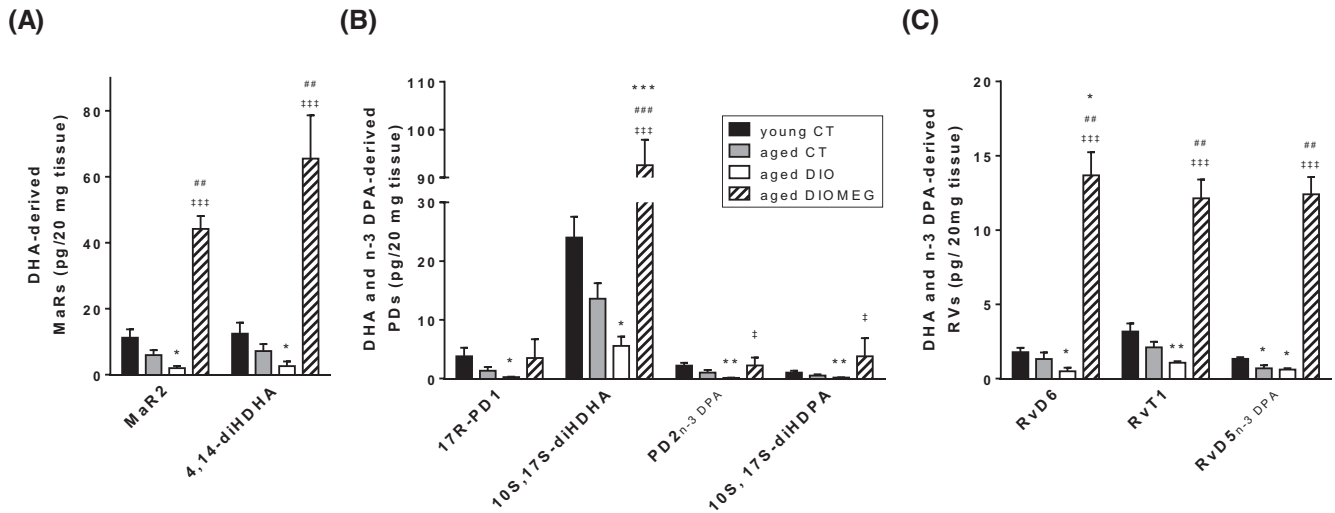 (A)
DHA-derived
MaRs (pg/20 mg tissue)
80
60
40
20
0
*
##
‡‡‡
*
##
‡‡‡
MaR2
4,14-diHDHA
(B)
DHA and n-3 DPA-derived
PDs (pg/20 mg tissue)
110
100
90
30
20
10
0
*
*
***
###
‡‡‡
**
‡
**
‡
17R-PD1
10S,17S-diHDHA
PD2n-3 DPA
10S, 17S-diHDPA
young CT
aged CT
aged DIO
aged DIOMEG
(C)
DHA and n-3 DPA-derived
RVs (pg/ 20mg tissue)
20
15
10
5
0
*
*
##
‡‡‡
**
##
‡‡‡
*
*
##
‡‡‡
RvD6
RvT1
RvD5n-3 DPA